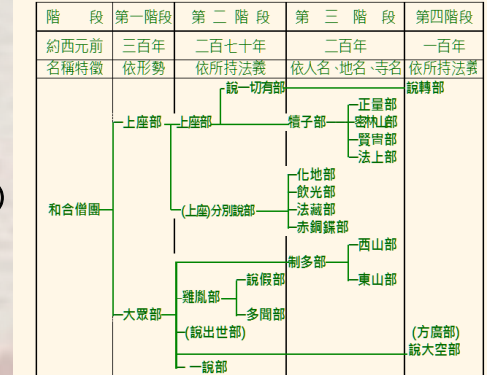 階 段 第一階段 第 二 階 段 第 三 階 段 第四階段
約西元前 三百年 二百七十年 二百年 一百年
名稱特徵 依形勢 依所持法義 依人名、地名、寺名 依所持法義
說一切有部 說轉部
正量部
上座部 上座部 犢子部 密林山部
賢冑部
法上部
化地部
飲光部
和合僧團 (上座)分別說部 法藏部
赤銅鍱部
西山部
制多部
說假部 東山部
雞胤部
大眾部 多聞部
(說出世部) (方廣部)
說大空部
一說部
)